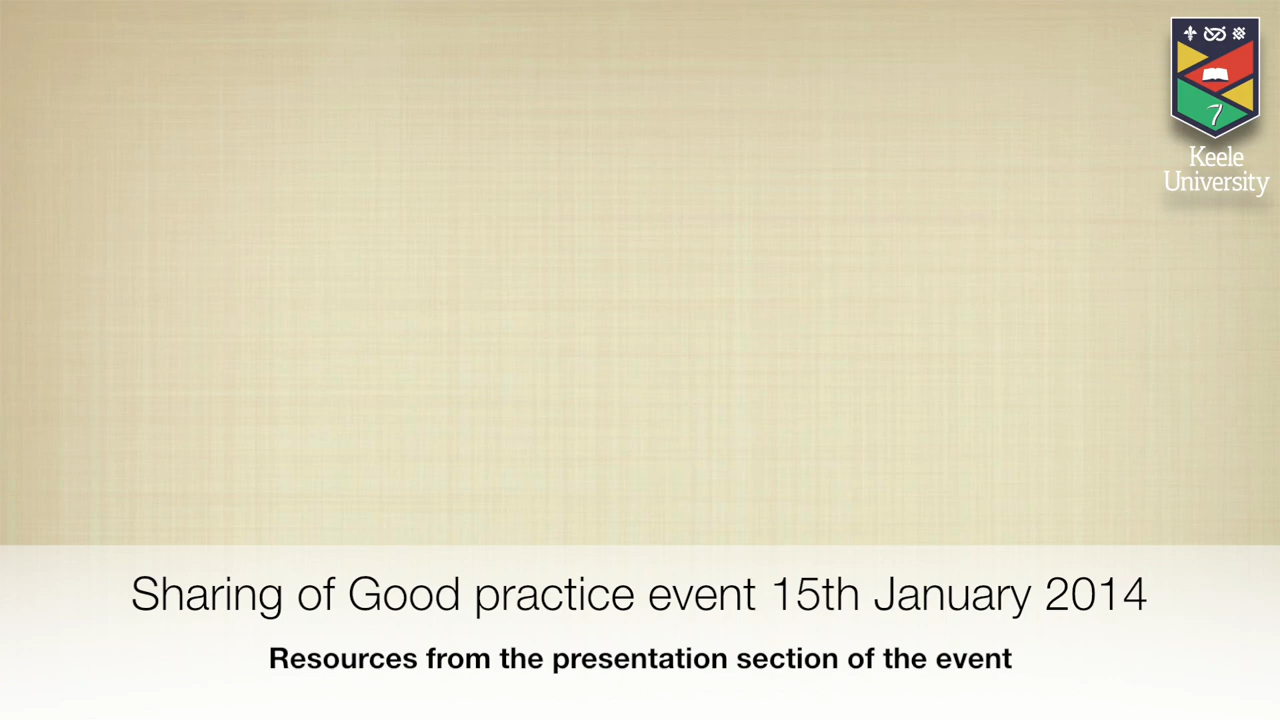 Keele
University
Sharing of Good practice event 15th January 2014
Resources from the presentation section of the event